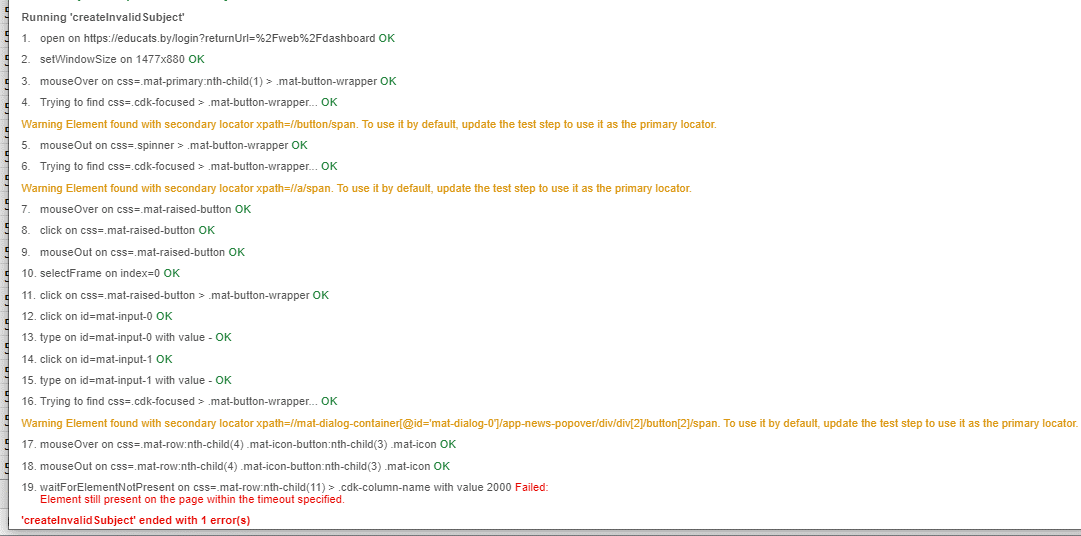 Running 'createInvalidSubject'
1. open on https://educats.by/login?returnUrl=%2Fweb%2Fdashboard OK
2. setWindowSize on 1477x880 OK
3. mouseOver on css=.mat-primary:nth-child(1) > .mat-button-wrapper OK
4. Trying to find css=.cdk-focused > .mat-button-wrapper... OK
Warning Element found with secondary locator xpath=//button/span. To use it by default, update the test step to use it as the primary locator.
5. mouseOut on css=.spinner > .mat-button-wrapper OK
6. Trying to find css=.cdk-focused > .mat-button-wrapper... OK
Warning Element found with secondary locator xpath=//a/span. To use it by default, update the test step to use it as the primary locator.
7. mouseOver on css=.mat-raised-button OK
8. click on css=.mat-raised-button OK
9. mouseOut on css=.mat-raised-button OK
10. selectFrame on index=0 OK
11. click on css=.mat-raised-button > .mat-button-wrapper OK
12. click on id=mat-input-0 OK
13. type on id=mat-input-0 with value - OK
14. click on id=mat-input-1 OK
15. type on id=mat-input-1 with value - OK
16. Trying to find css=.cdk-focused > .mat-button-wrapper... OK
Warning Element found with secondary locator xpath=//mat-dialog-container[@id='mat-dialog-0']/app-news-popover/div/div[2]/button[2]/span. To use it by default, update the test step to use it as the primary locator.
17. mouseOver on css=.mat-row:nth-child(4) .mat-icon-button:nth-child(3) .mat-icon OK
18. mouseOut on css=.mat-row:nth-child(4) .mat-icon-button:nth-child(3) .mat-icon OK
19. waitForElementNotPresent on css=.mat-row:nth-child(11) > .cdk-column-name with value 2000 Failed:
Element still present on the page within the timeout specified.
'createInvalidSubject' ended with 1 error(s)